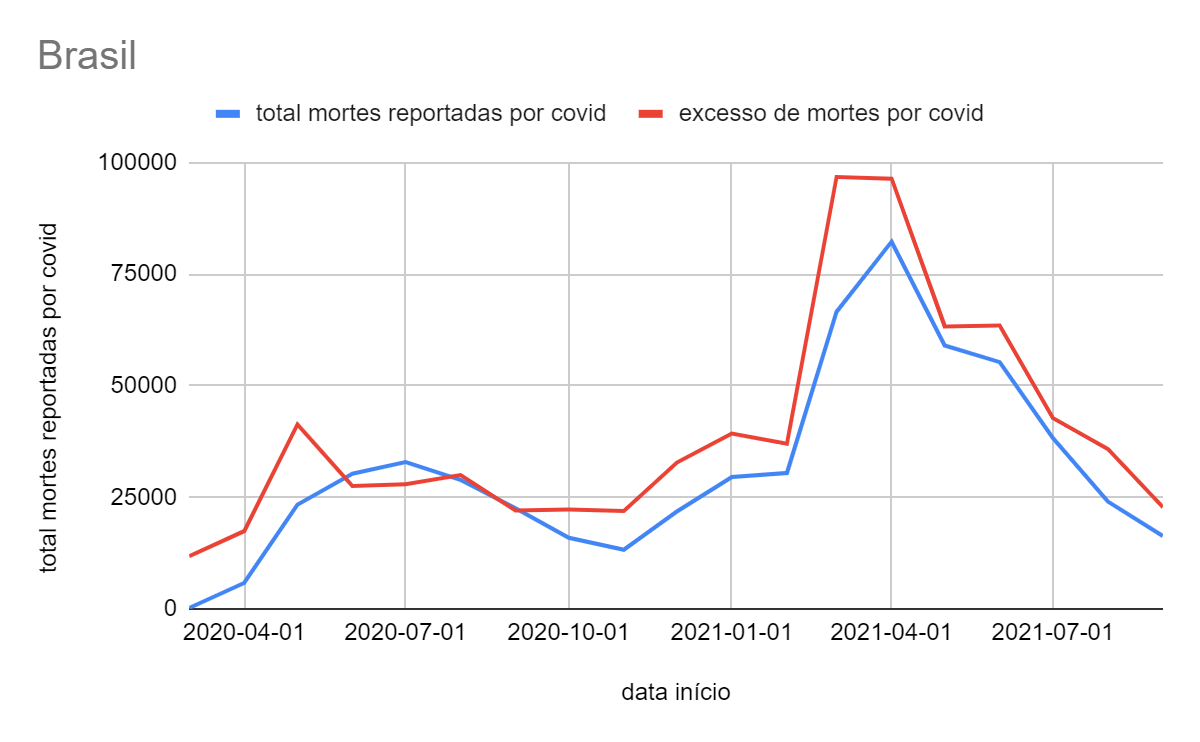 Brasil
total mortes reportadas por covid
excesso de mortes por covid
total mortes reportadas por covid
100000
75000
50000
25000
0
2020-04-01
2020-07-01
2020-10-01
2021-01-01
2021-04-01
2021-07-01
data início